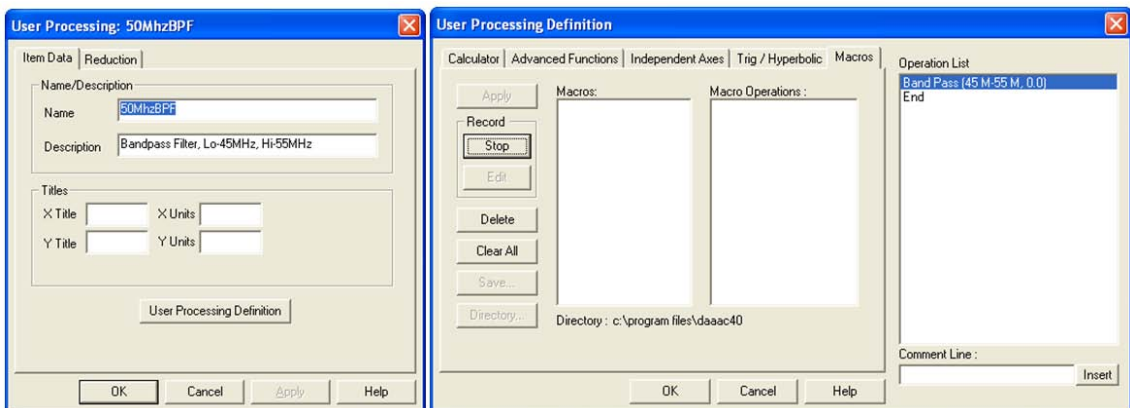 User Processing: 50MhzBPF
Item Data Reduction
Name/Description
Name 50MhzBPF
Description Bandpass Filter, Lo-45MHz, Hi-55MHz
Titles
X Title X Units
Y Title Y Units
User Processing Definition
OK Cancel Apply Help
User Processing Definition
Calculator Advanced Functions Independent Axes Trig / Hyperbolic Macros
Apply
Record
Stop
Edit
Delete
Clear All
Save...
Directory...
Macros:
Macro Operations :
Directory : c:\program files\daaac40
Operation List
Band Pass (45 M-55 M, 0.0)
End
Comment Line :
Insert
OK Cancel Help